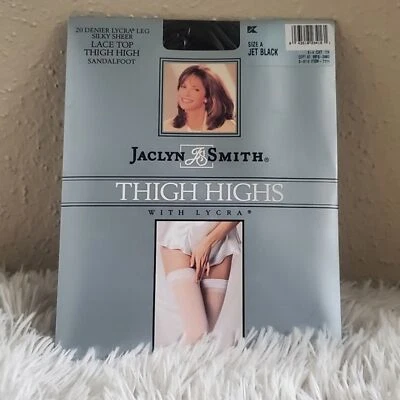 20 DENIER LYCRA® LEG
SILKY SHEER
LACE TOP
THIGH HIGH
SANDALFOOT
SIZE A
JET BLACK
JACLYN JS SMITH®
THIGH HIGHS
WITH LYCRA®